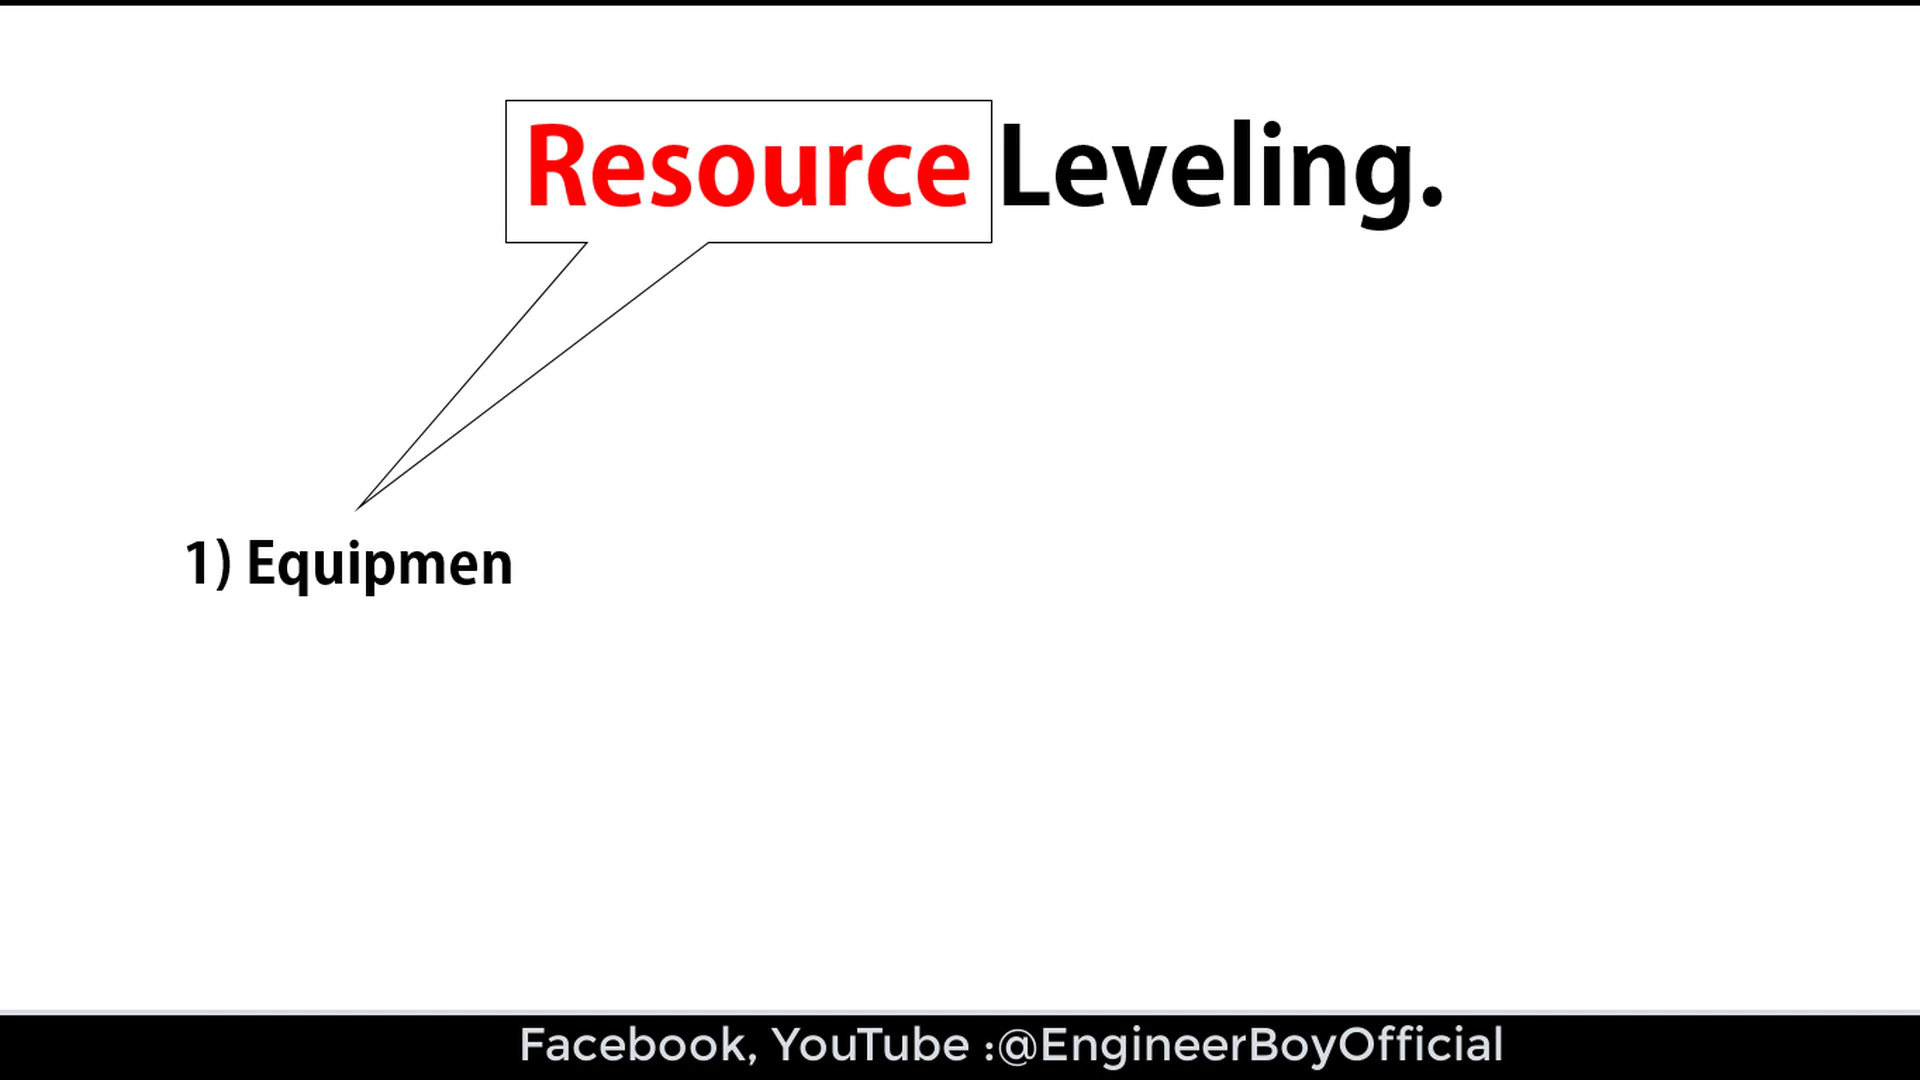 Resource Leveling.
1) Equipmen
Facebook, YouTube :@EngineerBoyOfficial